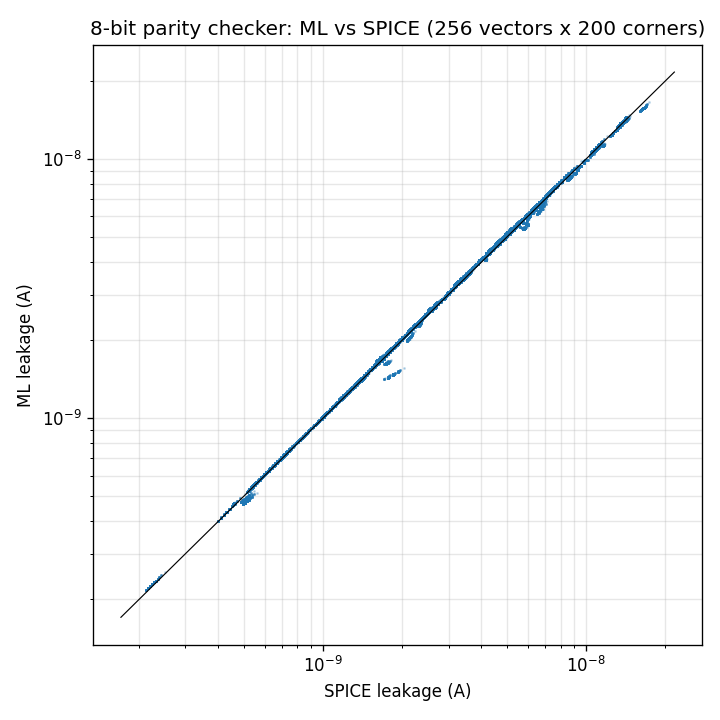 8-bit parity checker: ML vs SPICE (256 vectors x 200 corners)
10⁻⁸
10⁻⁹
ML leakage (A)
10⁻⁹ 10⁻⁸
SPICE leakage (A)